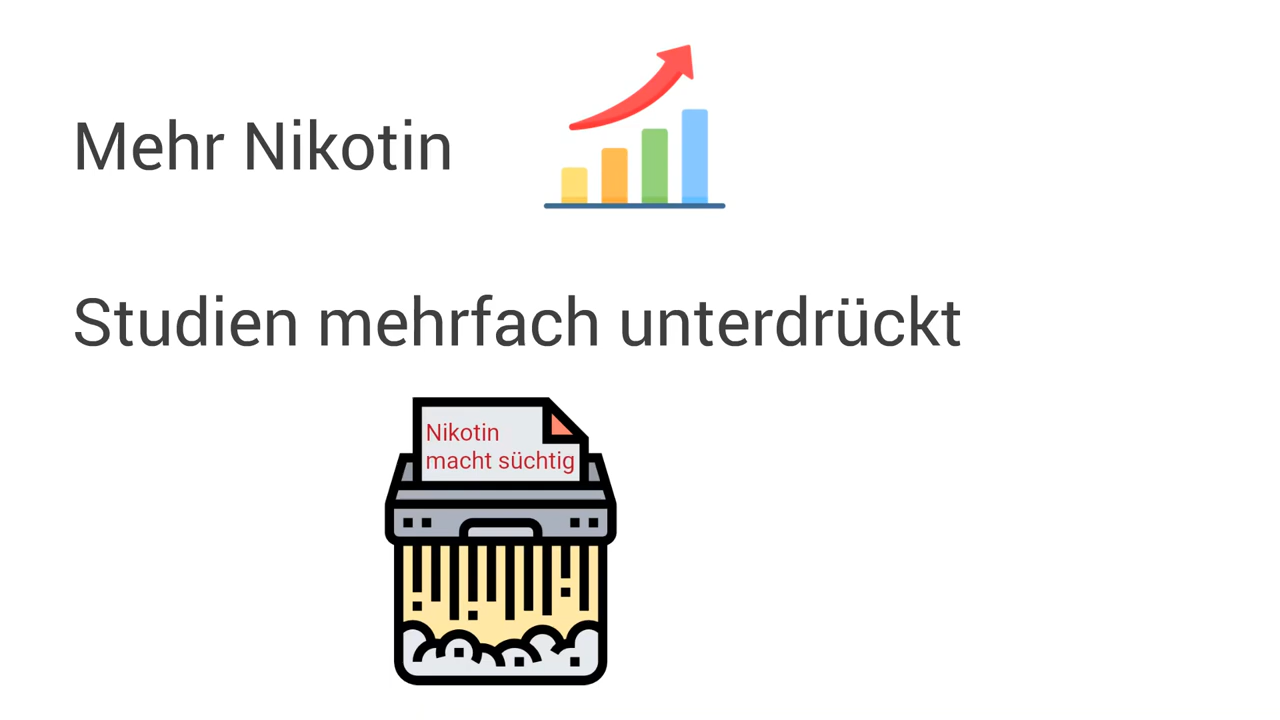 Mehr Nikotin
Studien mehrfach unterdrückt
Nikotin
macht süchtig